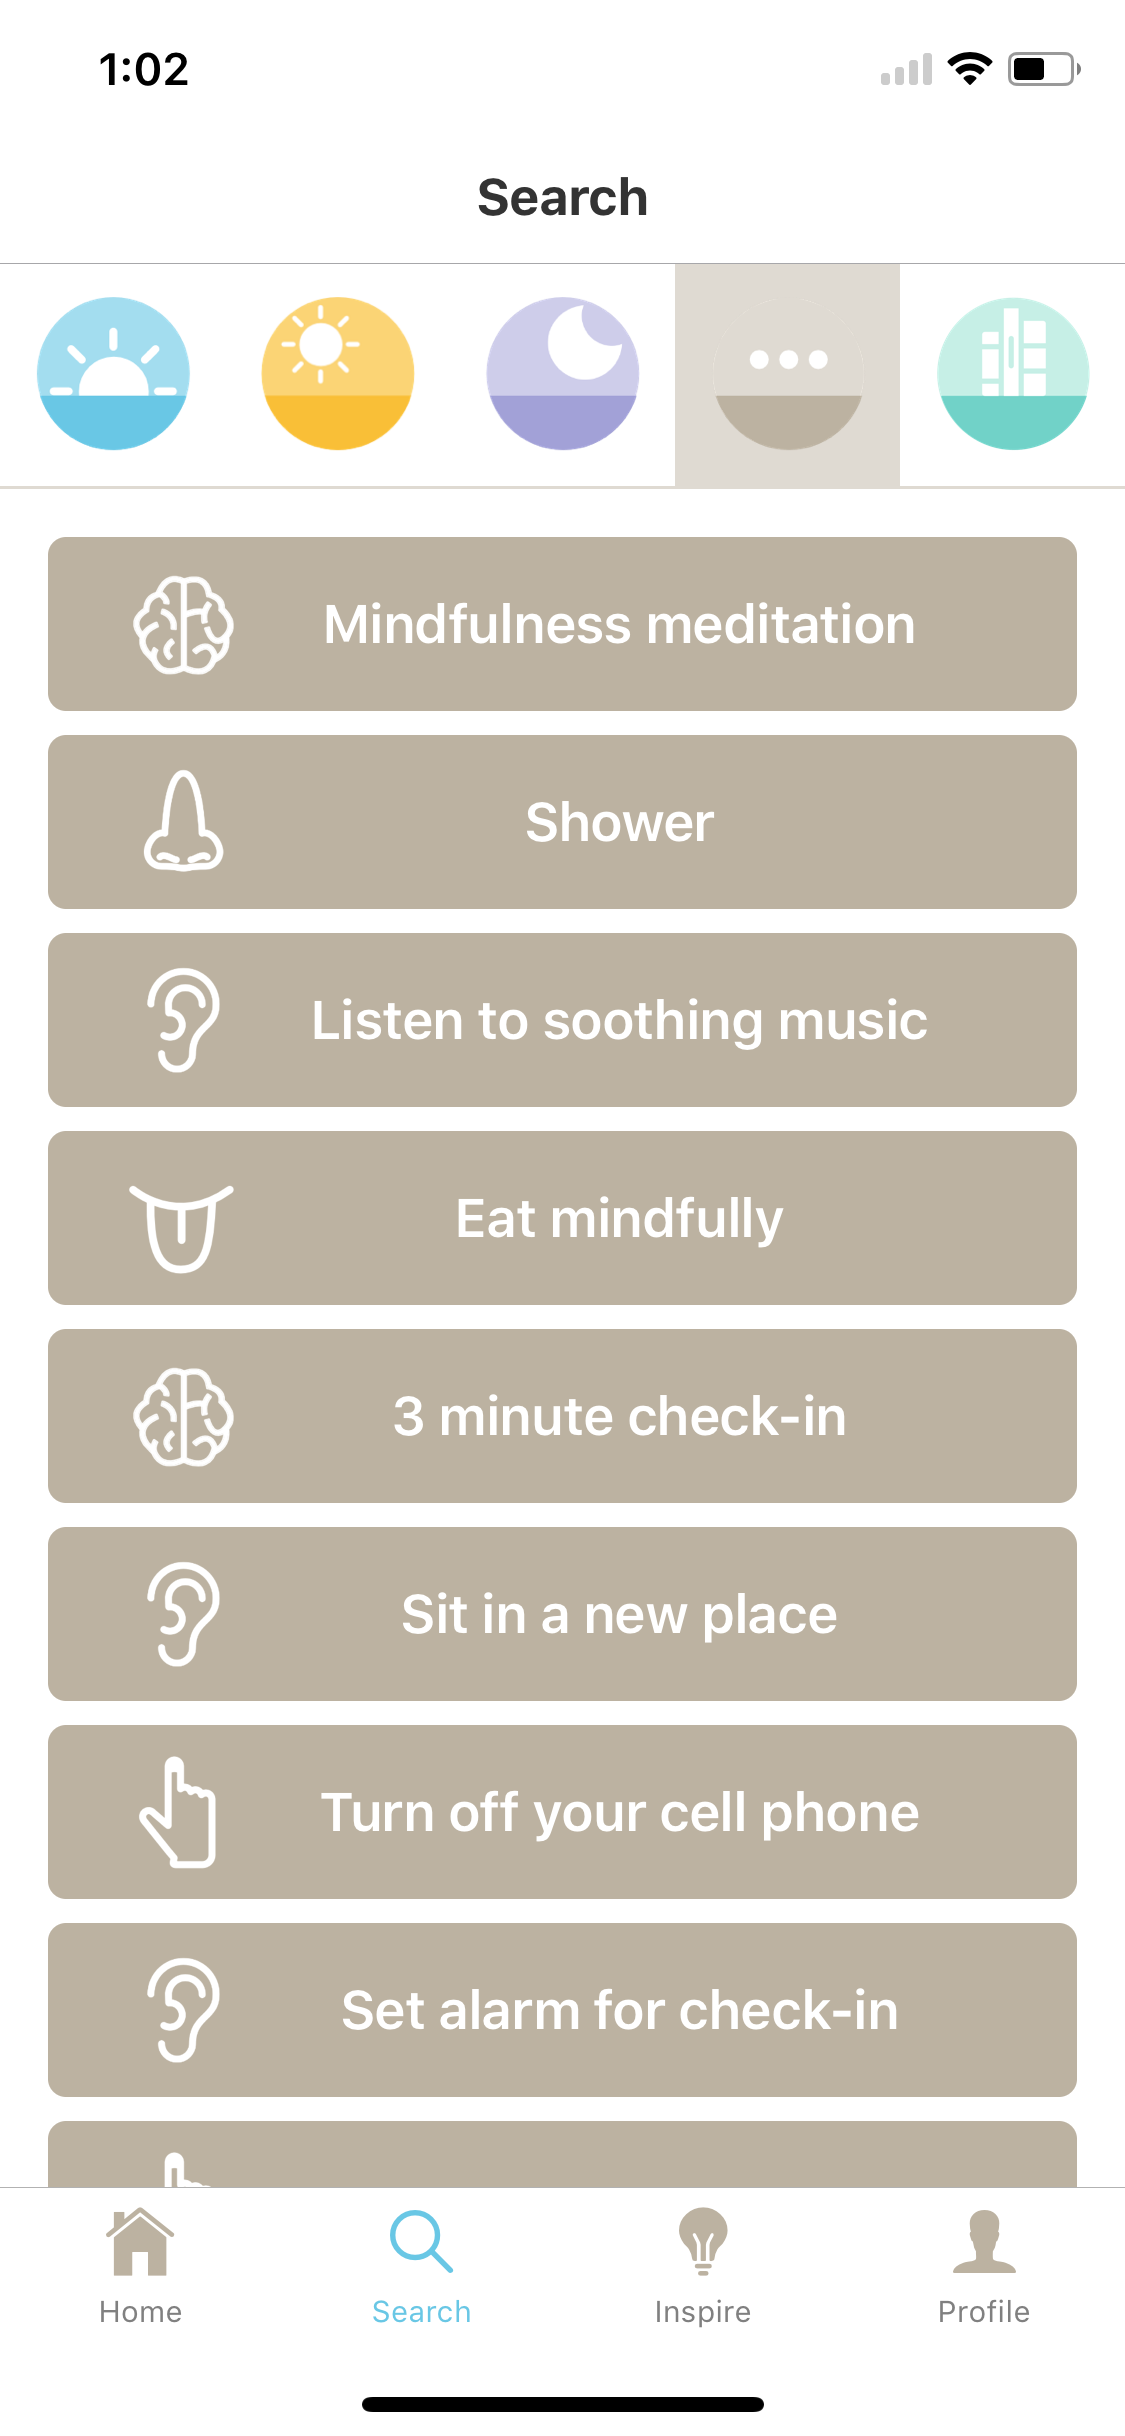 1:02
Search
Mindfulness meditation
Shower
Listen to soothing music
Eat mindfully
3 minute check-in
Sit in a new place
Turn off your cell phone
Set alarm for check-in
Home
Search
Inspire
Profile